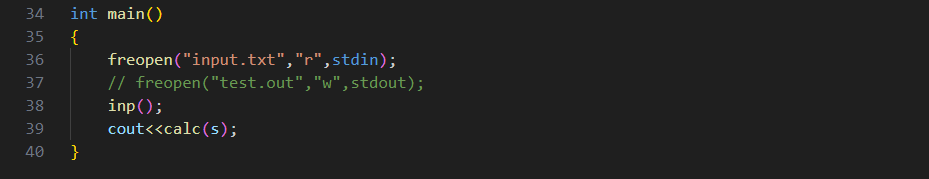 34 int main()
35 {
36 freopen("input.txt","r",stdin);
37 // freopen("test.out","w",stdout);
38 inp();
39 cout<<calc(s);
40 }